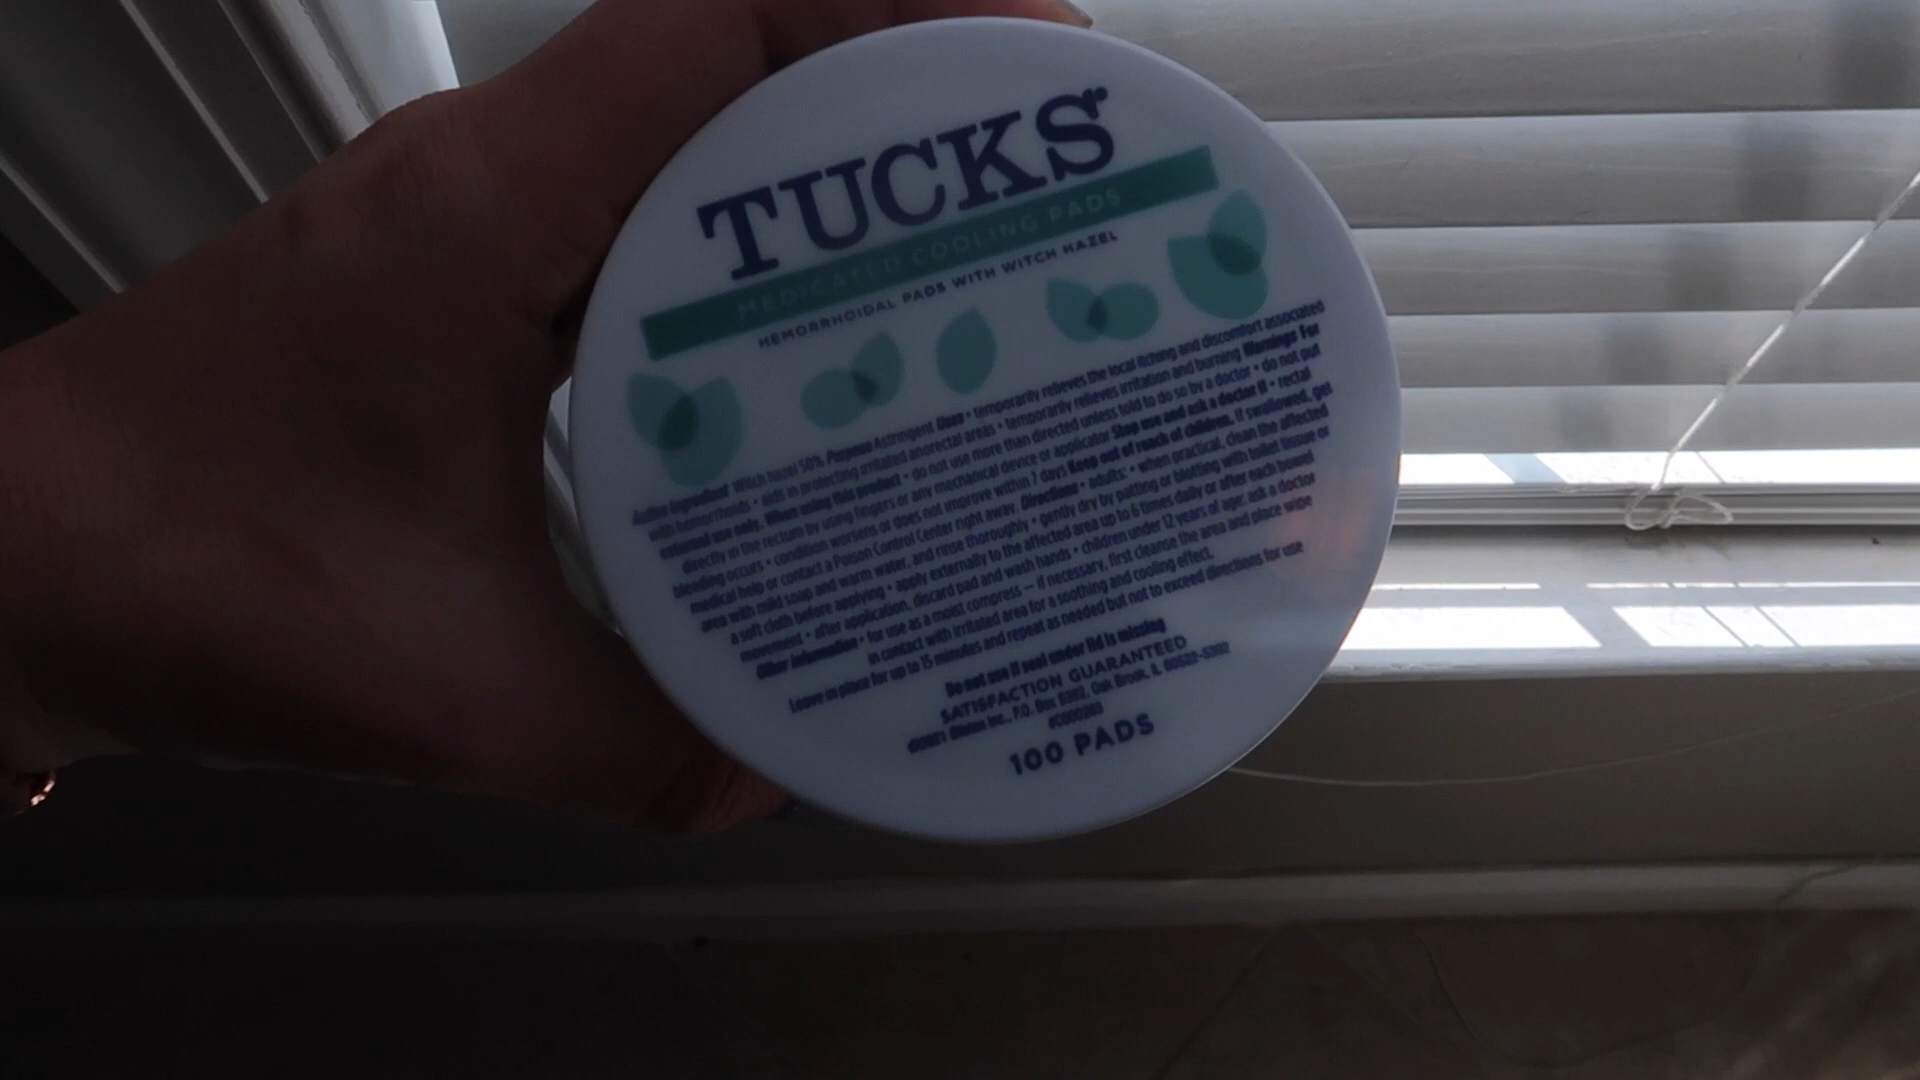 TUCKS
MEDICATED COOLING PADS
HEMORRHOIDAL PADS WITH WITCH HAZEL
Active Ingredient Witch hazel 50% Purpose Astringent Uses • temporarily relieves the local itching and discomfort associated
with hemorrhoids • aids in protecting irritated anorectal areas • temporarily relieves irritation and burning Warnings For
external use only. When using this product • do not use more than directed unless told to do so by a doctor • do not put
directly in the rectum by using fingers or any mechanical device or applicator Stop use and ask a doctor if • rectal
bleeding occurs • condition worsens or does not improve within 7 days Keep out of reach of children. If swallowed, get
medical help or contact a Poison Control Center right away. Directions • adults: • when practical, clean the affected
area with mild soap and warm water, and rinse thoroughly • gently dry by patting or blotting with toilet tissue or
a soft cloth before applying • apply externally to the affected area up to 6 times daily or after each bowel
movement • after application, discard pad and wash hands • children under 12 years of age: ask a doctor
Other information • for use as a moist compress – if necessary, first cleanse the area and place wipe
in contact with irritated area for a soothing and cooling effect.
Leave in place for up to 15 minutes and repeat as needed but not to exceed directions for use
Do not use if seal under lid is missing
SATISFACTION GUARANTEED
©2021 Inc., P.O. Box Oak Brook, IL
100 PADS